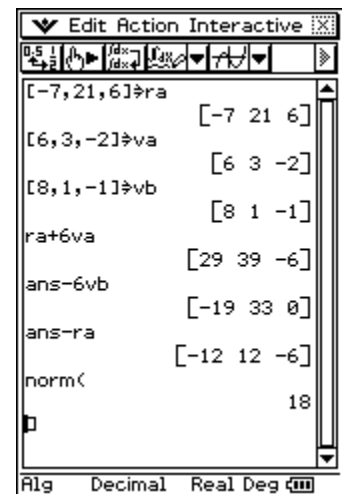 Edit Action Interactive
[-7,21,6]⇒ra
[-7 21 6]
[6,3,-2]⇒va
[6 3 -2]
[8,1,-1]⇒vb
[8 1 -1]
ra+6va
[29 39 -6]
ans-6vb
[-19 33 0]
ans-ra
[-12 12 -6]
norm(
18
Alg Decimal Real Deg